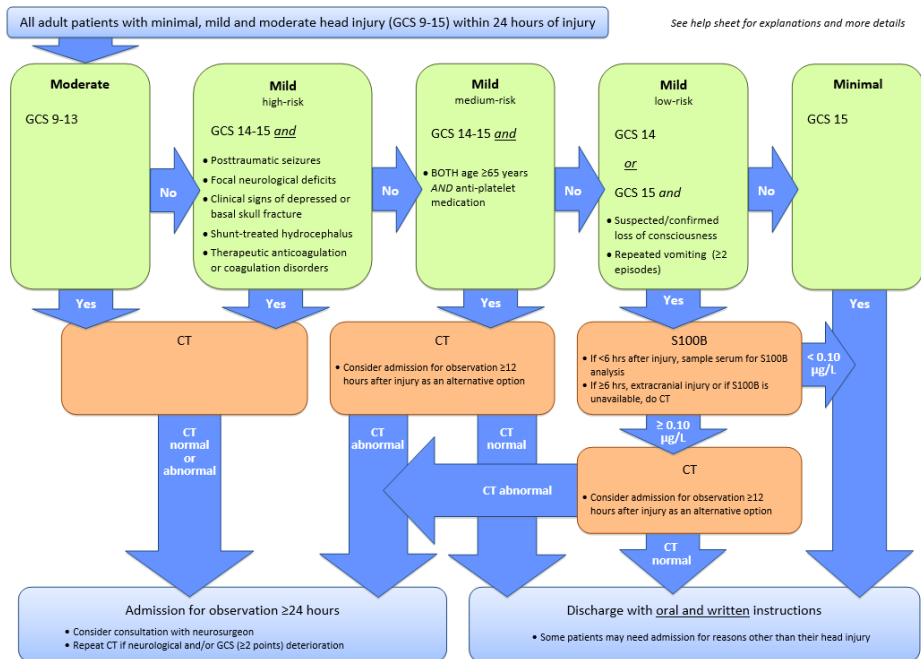 All adult patients with minimal, mild and moderate head injury (GCS 9-15) within 24 hours of injury
See help sheet for explanations and more details
Moderate
GCS 9-13
No
Mild
high-risk
GCS 14-15 and
• Posttraumatic seizures
• Focal neurological deficits
• Clinical signs of depressed or
basal skull fracture
• Shunt-treated hydrocephalus
• Therapeutic anticoagulation
or coagulation disorders
No
Mild
medium-risk
GCS 14-15 and
• BOTH age ≥65 years
AND anti-platelet
medication
No
Mild
low-risk
GCS 14
or
GCS 15 and
• Suspected/confirmed
loss of consciousness
• Repeated vomiting (≥2
episodes)
No
Minimal
GCS 15
Yes
Yes
Yes
Yes
Yes
CT
CT
• Consider admission for observation ≥12
hours after injury as an alternative option
S100B
• If <6 hrs after injury, sample serum for S100B
analysis
• If ≥6 hrs, extracranial injury or if S100B is
unavailable, do CT
< 0.10
µg/L
≥ 0.10
µg/L
CT
normal
or
abnormal
CT
abnormal
CT
normal
CT abnormal
CT
• Consider admission for observation ≥12
hours after injury as an alternative option
CT
normal
Admission for observation ≥24 hours
• Consider consultation with neurosurgeon
• Repeat CT if neurological and/or GCS (≥2 points) deterioration
Discharge with oral and written instructions
• Some patients may need admission for reasons other than their head injury